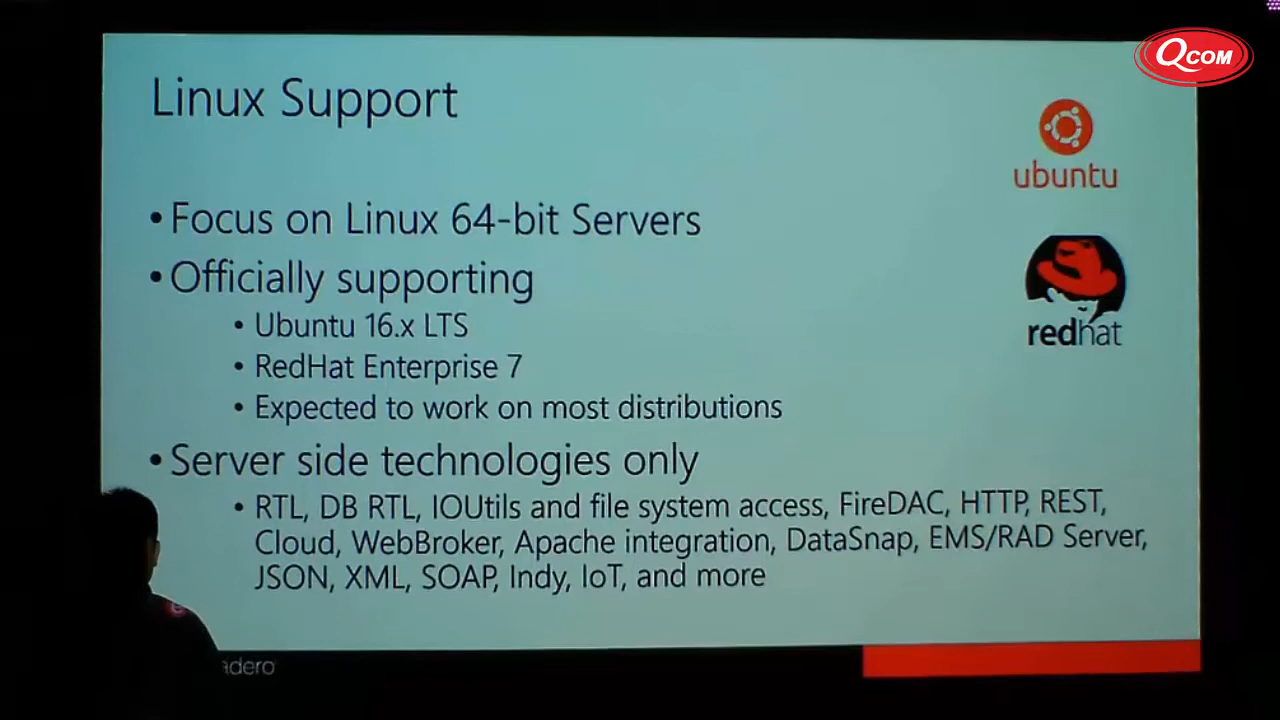 QCOM
Linux Support
ubuntu
• Focus on Linux 64-bit Servers
• Officially supporting
redhat
• Ubuntu 16.x LTS
• RedHat Enterprise 7
• Expected to work on most distributions
• Server side technologies only
• RTL, DB RTL, IOUtils and file system access, FireDAC, HTTP, REST,
Cloud, WebBroker, Apache integration, DataSnap, EMS/RAD Server,
JSON, XML, SOAP, Indy, IoT, and more
adero